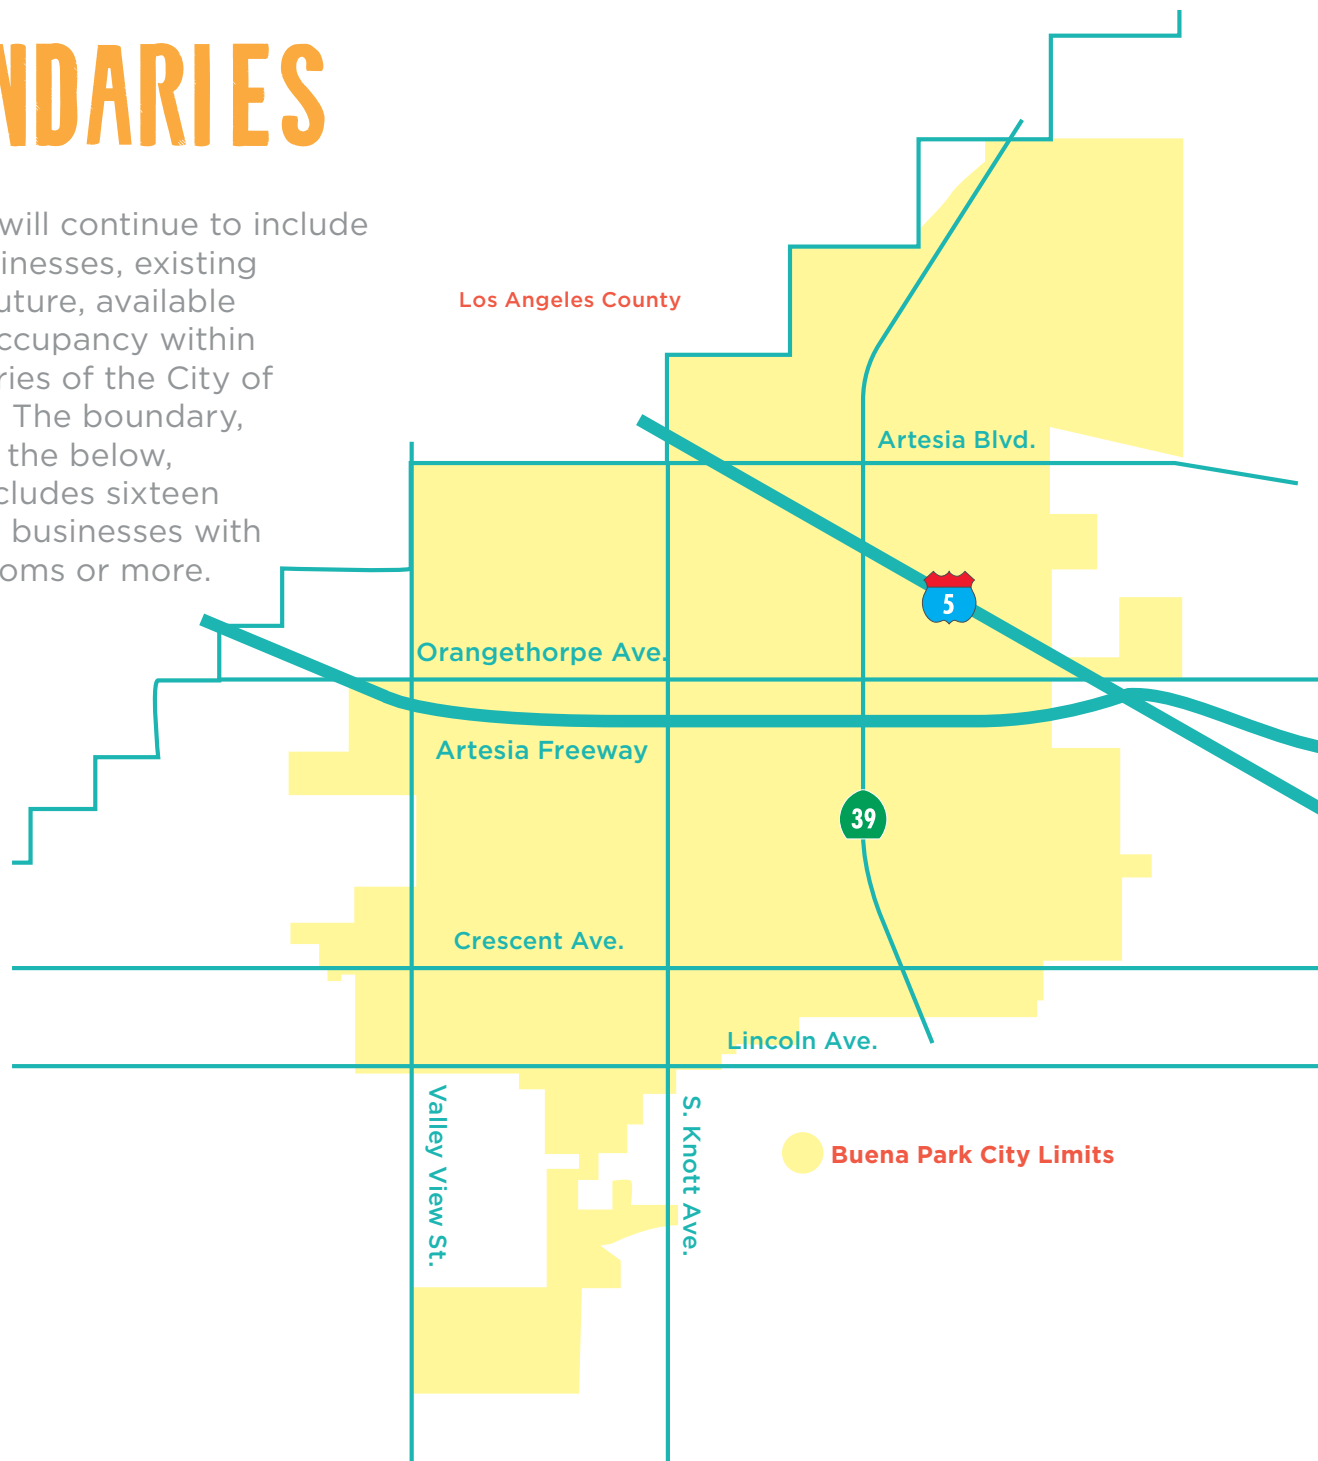 NDARIES
will continue to include
inesses, existing
uture, available
ccupancy within
ries of the City of
The boundary,
the below,
cludes sixteen
businesses with
oms or more.
Los Angeles County
Artesia Blvd.
5
Orangethorpe Ave.
Artesia Freeway
39
Crescent Ave.
Lincoln Ave.
Valley View St.
S. Knott Ave.
Buena Park City Limits